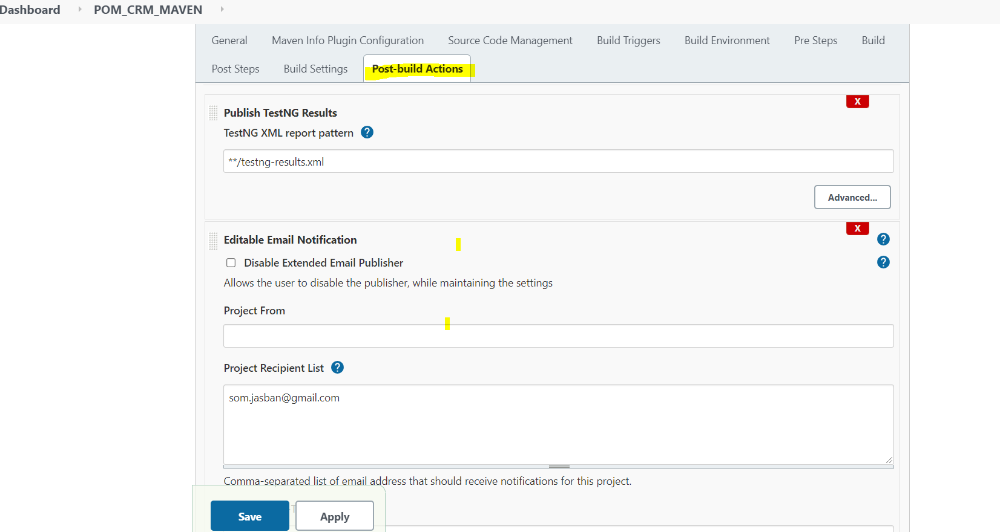 Dashboard POM_CRM_MAVEN
General Maven Info Plugin Configuration Source Code Management Build Triggers Build Environment Pre Steps Build
Post Steps Build Settings Post-build Actions
X
Publish TestNG Results
TestNG XML report pattern ?
**/testng-results.xml
Advanced...
X
Editable Email Notification ?
Disable Extended Email Publisher ?
Allows the user to disable the publisher, while maintaining the settings
Project From
Project Recipient List ?
som.jasban@gmail.com
Comma-separated list of email address that should receive notifications for this project.
Save Apply